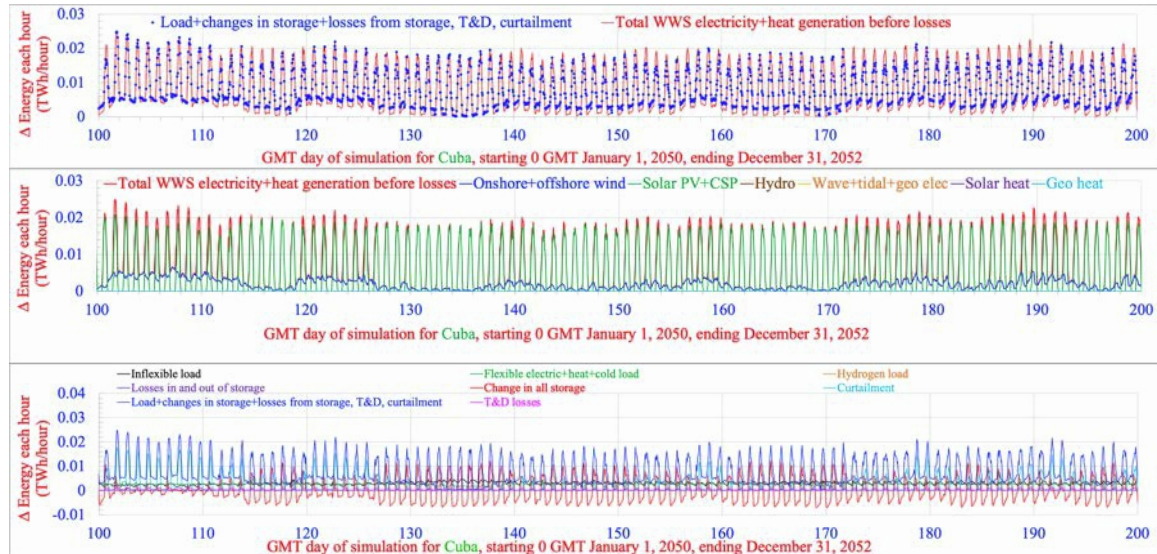 Load+changes in storage+losses from storage, T&D, curtailment Total WWS electricity+heat generation before losses
Δ Energy each hour
(TWh/hour)
0.03
0.02
0.01
0
100 110 120 130 140 150 160 170 180 190 200
GMT day of simulation for Cuba, starting 0 GMT January 1, 2050, ending December 31, 2052
Total WWS electricity+heat generation before losses Onshore+offshore wind Solar PV+CSP Hydro Wave+tidal+geo elec Solar heat Geo heat
Δ Energy each hour
(TWh/hour)
0.03
0.02
0.01
0
100 110 120 130 140 150 160 170 180 190 200
GMT day of simulation for Cuba, starting 0 GMT January 1, 2050, ending December 31, 2052
Inflexible load Flexible electric+heat+cold load Hydrogen load
Losses in and out of storage Change in all storage Curtailment
Load+changes in storage+losses from storage, T&D, curtailment T&D losses
Δ Energy each hour
(TWh/hour)
0.04
0.03
0.02
0.01
0
-0.01
100 110 120 130 140 150 160 170 180 190 200
GMT day of simulation for Cuba, starting 0 GMT January 1, 2050, ending December 31, 2052